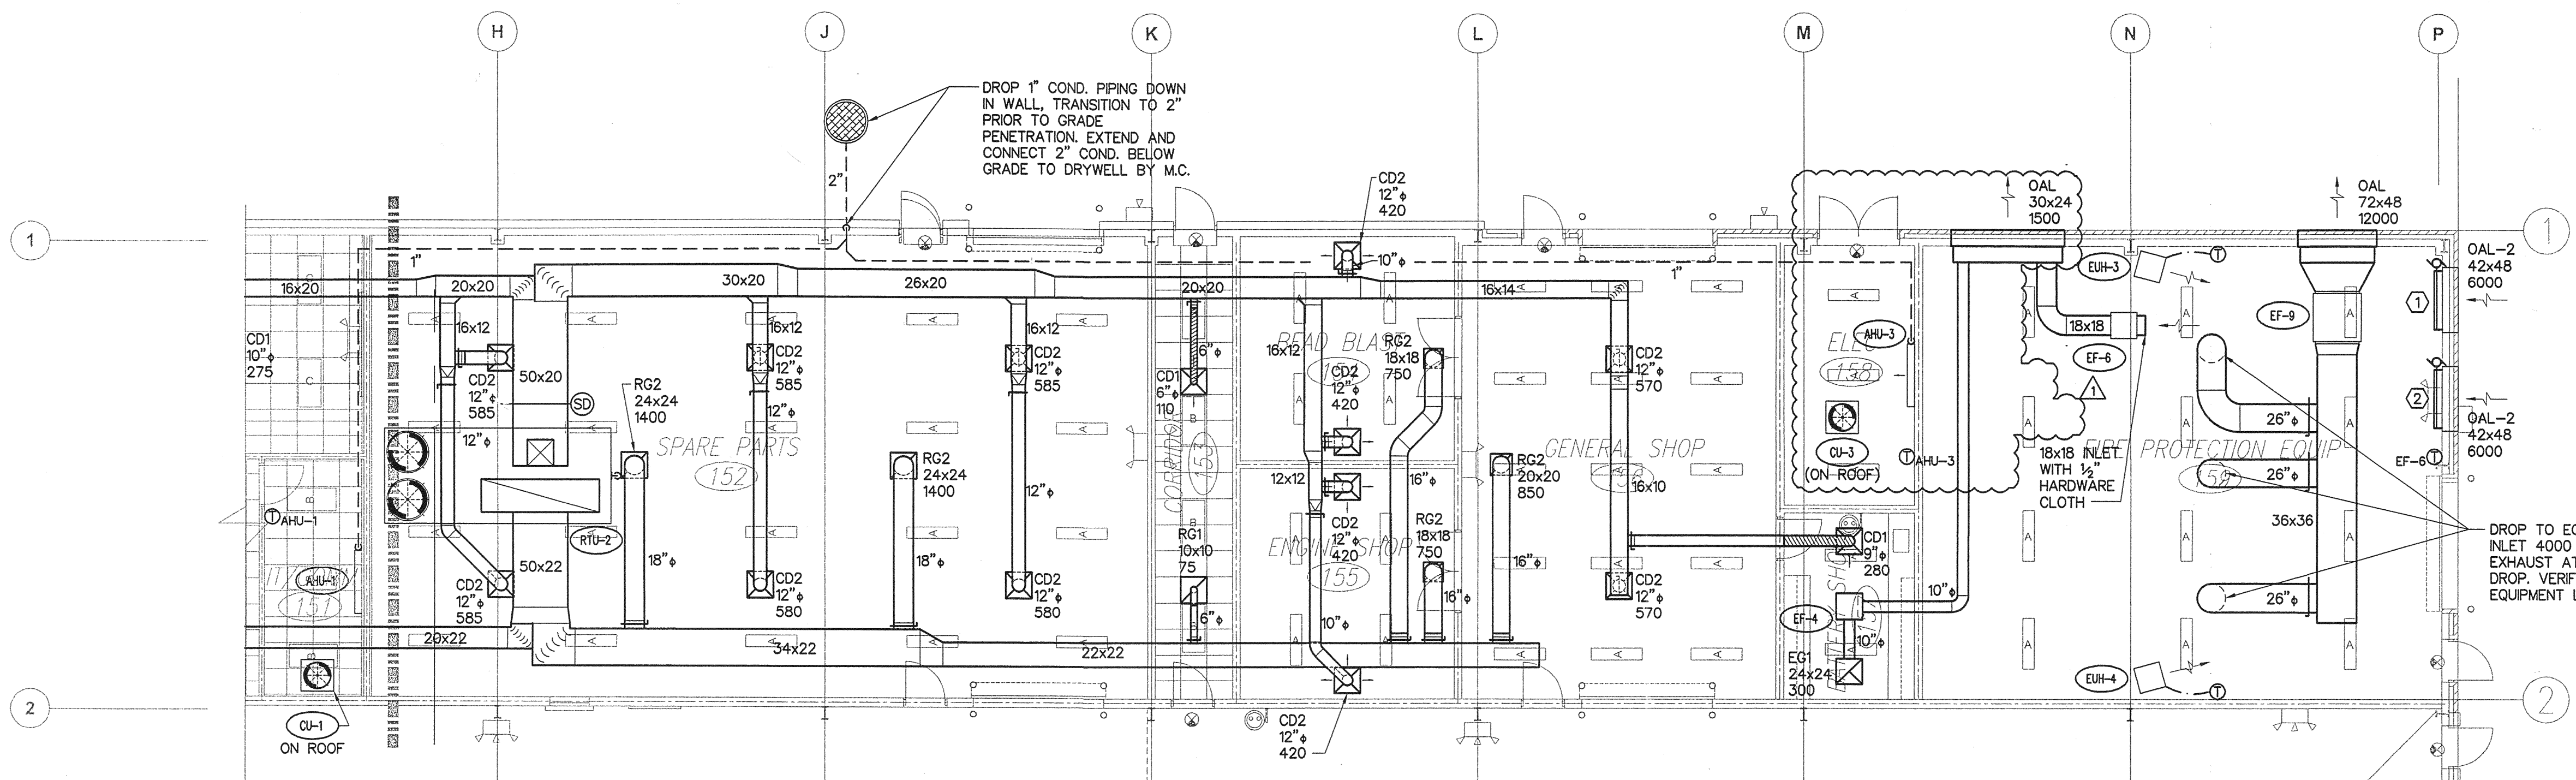 H
J
K
L
M
N
P
DROP 1" COND. PIPING DOWN
IN WALL, TRANSITION TO 2"
PRIOR TO GRADE
PENETRATION. EXTEND AND
CONNECT 2" COND. BELOW
GRADE TO DRYWELL BY M.C.
2"
CD2
12"ϕ
420
OAL
30x24
1500
OAL
72x48
12000
1
1
1"
10"ϕ
1"
EUH-3
T
OAL-2
42x48
6000
16x20
20x20
30x20
26x20
20x20
16x14
CD1
10"ϕ
275
16x12
16x12
16x12
16x12
6"ϕ
BEAD BLAST
RG2
18x18
750
ELEC
158
AHU-3
18x18
EF-6
1
EF-9
1
2
OAL-2
42x48
6000
CD2
12"ϕ
585
50x20
SD
RG2
24x24
1400
CD2
12"ϕ
585
12"ϕ
CD2
12"ϕ
585
CD1
6"ϕ
110
CD2
12"ϕ
420
CD2
12"ϕ
570
12"ϕ
SPARE PARTS
152
RG2
24x24
1400
CORRIDOR
153
12x12
16"ϕ
RG2
20x20
850
GENERAL SHOP
16x10
CU-3
(ON ROOF)
T AHU-3
18x18 INLET
WITH ½"
HARDWARE
CLOTH
FIRE PROTECTION EQUIP
EF-6 T
26"ϕ
26"ϕ
26"ϕ
36x36
T AHU-1
IT/COMM
AHU-1
151
RTU-2
50x22
CD2
12"ϕ
585
18"ϕ
18"ϕ
12"ϕ
CD2
12"ϕ
580
CD2
12"ϕ
580
RG1
10x10
75
6"ϕ
ENGINE SHOP
155
CD2
12"ϕ
420
RG2
18x18
750
16"ϕ
16"ϕ
CD2
12"ϕ
570
CD1
9"ϕ
280
10"ϕ
EF-4
10"ϕ
EG1
24x24
300
DROP TO EQ
INLET 4000
EXHAUST AT
DROP. VERIF
EQUIPMENT L
20x22
34x22
22x22
10"ϕ
EUH-4
T
2
2
CU-1
ON ROOF
CD2
12"ϕ
420